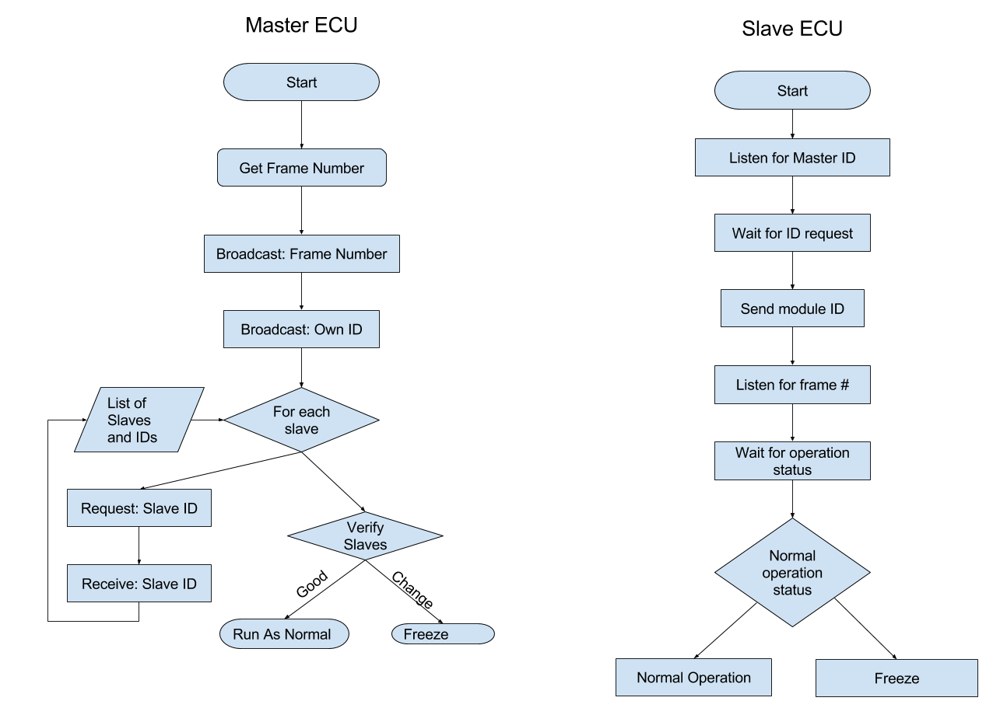 Master ECU
Start
Get Frame Number
Broadcast: Frame Number
Broadcast: Own ID
List of
Slaves
and IDs
For each
slave
Request: Slave ID
Receive: Slave ID
Verify
Slaves
Good
Change
Run As Normal
Freeze
Slave ECU
Start
Listen for Master ID
Wait for ID request
Send module ID
Listen for frame #
Wait for operation
status
Normal
operation
status
Normal Operation
Freeze